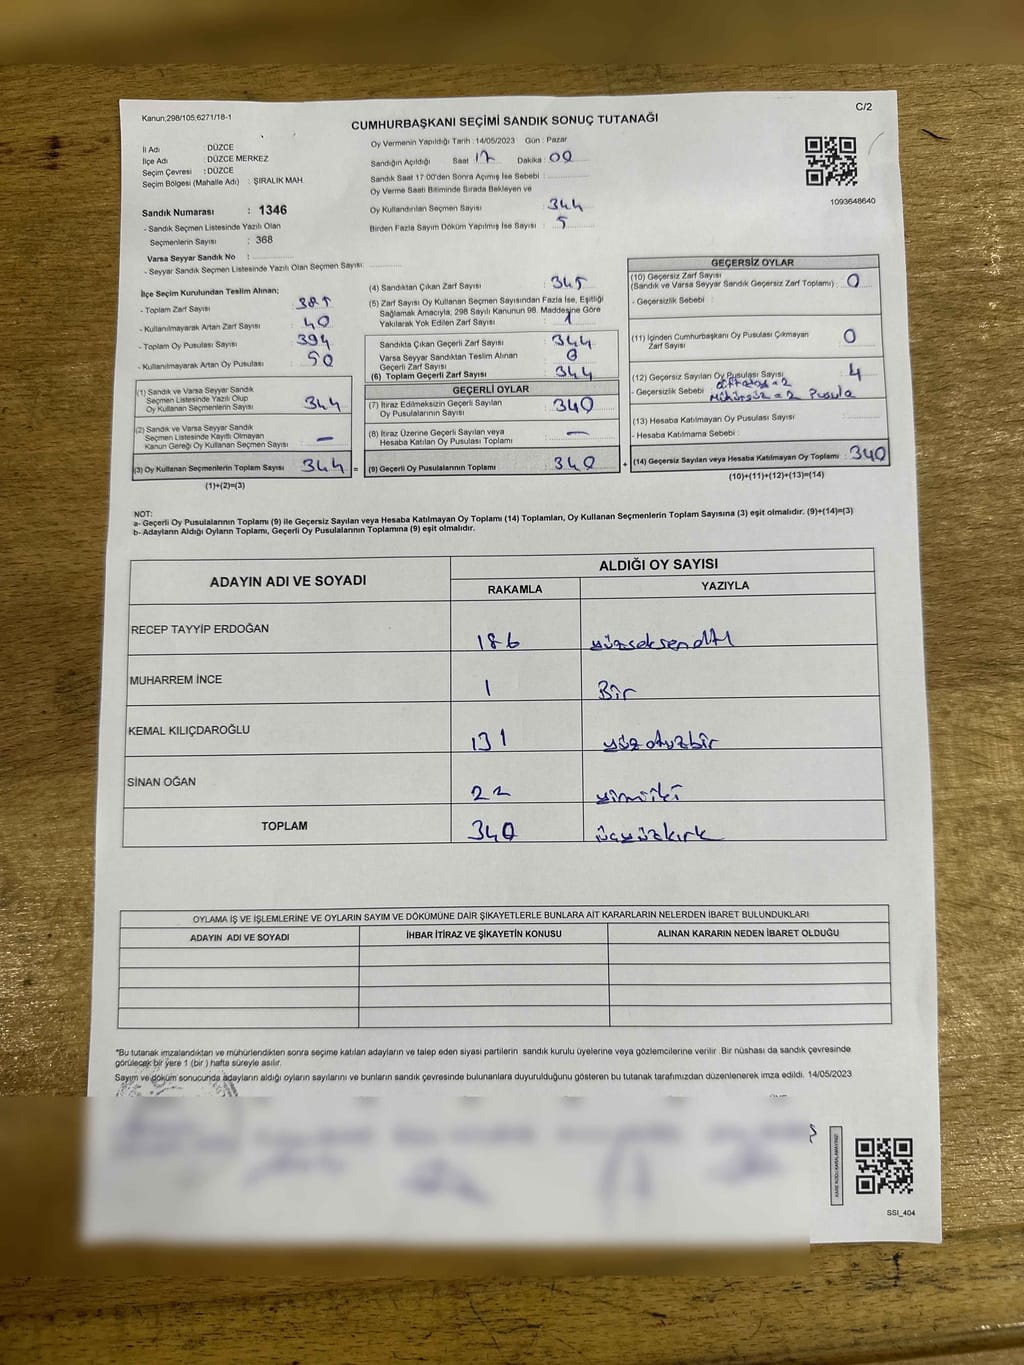 Kanun;298/105,6271/18-1
C/2
CUMHURBAŞKANI SEÇİMİ SANDIK SONUÇ TUTANAĞI
İl Adı : DÜZCE
İlçe Adı : DÜZCE MERKEZ
Seçim Çevresi : DÜZCE
Seçim Bölgesi (Mahalle Adı) : ŞIRALIK MAH.
Sandık Numarası : 1346
- Sandık Seçmen Listesinde Yazılı Olan
Seçmenlerin Sayısı : 368
Varsa Seyyar Sandık No :
- Seyyar Sandık Seçmen Listesinde Yazılı Olan Seçmen Sayısı:
Oy Vermenin Yapıldığı Tarih : 14/05/2023 Gün : Pazar
Sandığın Açıldığı Saat 17 Dakika : 00
Sandık Saat 17:00'den Sonra Açımış İse Sebebi :
Oy Verme Saati Bitiminde Sırada Bekleyen ve
Oy Kullandırılan Seçmen Sayısı : 344
Birden Fazla Sayım Döküm Yapılmış İse Sayısı : 5
1093648640
İlçe Seçim Kurulundan Teslim Alınan;
- Toplam Zarf Sayısı : 385
- Kullanılmayarak Artan Zarf Sayısı : 40
- Toplam Oy Pusulası Sayısı : 394
- Kullanılmayarak Artan Oy Pusulası : 50
(1) Sandık ve Varsa Seyyar Sandık
Seçmen Listesinde Yazılı Olup
Oy Kullanan Seçmenlerin Sayısı : 344
(2) Sandık ve Varsa Seyyar Sandık
Seçmen Listesinde Kayıtlı Olmayan
Kanun Gereği Oy Kullanan Seçmen Sayısı : —
(3) Oy Kullanan Seçmenlerin Toplam Sayısı : 344 =
(1)+(2)=(3)
(4) Sandıktan Çıkan Zarf Sayısı : 345
(5) Zarf Sayısı Oy Kullanan Seçmen Sayısından Fazla İse, Eşitliği
Sağlamak Amacıyla, 298 Sayılı Kanunun 98. Maddesine Göre
Yakılarak Yok Edilen Zarf Sayısı : 1
Sandıkta Çıkan Geçerli Zarf Sayısı : 344
Varsa Seyyar Sandıktan Teslim Alınan
Geçerli Zarf Sayısı : 0
(6) Toplam Geçerli Zarf Sayısı : 344
GEÇERLİ OYLAR
(7) İtiraz Edilmeksizin Geçerli Sayılan
Oy Pusulalarının Sayısı : 340
(8) İtiraz Üzerine Geçerli Sayılan veya
Hesaba Katılan Oy Pusulası Toplamı : —
(9) Geçerli Oy Pusulalarının Toplamı : 340 +
GEÇERSİZ OYLAR
(10) Geçersiz Zarf Sayısı
(Sandık ve Varsa Seyyar Sandık Geçersiz Zarf Toplamı) : 0
- Geçersizlik Sebebi :
(11) İçinden Cumhurbaşkanı Oy Pusulası Çıkmayan
Zarf Sayısı : 0
(12) Geçersiz Sayılan Oy Pusulası Sayısı : 4
- Geçersizlik Sebebi : = 2
Mühürsüz = 2 Pusula
(13) Hesaba Katılmayan Oy Pusulası Sayısı :
- Hesaba Katılmama Sebebi :
(14) Geçersiz Sayılan veya Hesaba Katılmayan Oy Toplamı : 340
(10)+(11)+(12)+(13)=(14)
NOT:
a- Geçerli Oy Pusulalarının Toplamı (9) ile Geçersiz Sayılan veya Hesaba Katılmayan Oy Toplamı (14) Toplamları, Oy Kullanan Seçmenlerin Toplam Sayısına (3) eşit olmalıdır. (9)+(14)=(3)
b- Adayların Aldığı Oyların Toplamı, Geçerli Oy Pusulalarının Toplamına (9) eşit olmalıdır.
ADAYIN ADI VE SOYADI
ALDIĞI OY SAYISI
RAKAMLA YAZIYLA
RECEP TAYYİP ERDOĞAN 186 yüzseksenaltı
MUHARREM İNCE 1 Bir
KEMAL KILIÇDAROĞLU 131 yüzotuzbir
SİNAN OĞAN 22 yirmiiki
TOPLAM 340 üçyüzkırk
OYLAMA İŞ VE İŞLEMLERİNE VE OYLARIN SAYIM VE DÖKÜMÜNE DAİR ŞİKAYETLERLE BUNLARA AİT KARARLARIN NELERDEN İBARET BULUNDUKLARI
ADAYIN ADI VE SOYADI İHBAR İTİRAZ VE ŞİKAYETİN KONUSU ALINAN KARARIN NEDEN İBARET OLDUĞU
*Bu tutanak imzalandıktan ve mühürlendikten sonra seçime katılan adayların ve talep eden siyasi partilerin sandık kurulu üyelerine veya gözlemcilerine verilir .Bir nüshası da sandık çevresinde
görülecek bir yere 1 (bir ) hafta süreyle asılır.
Sayım ve döküm sonucunda adayların aldığı oyların sayılarını ve bunların sandık çevresinde bulunanlara duyurulduğunu gösteren bu tutanak tarafımızdan düzenlenerek imza edildi. 14/05/2023
KARE KODU KARALAMAYINIZ!
SSI_404